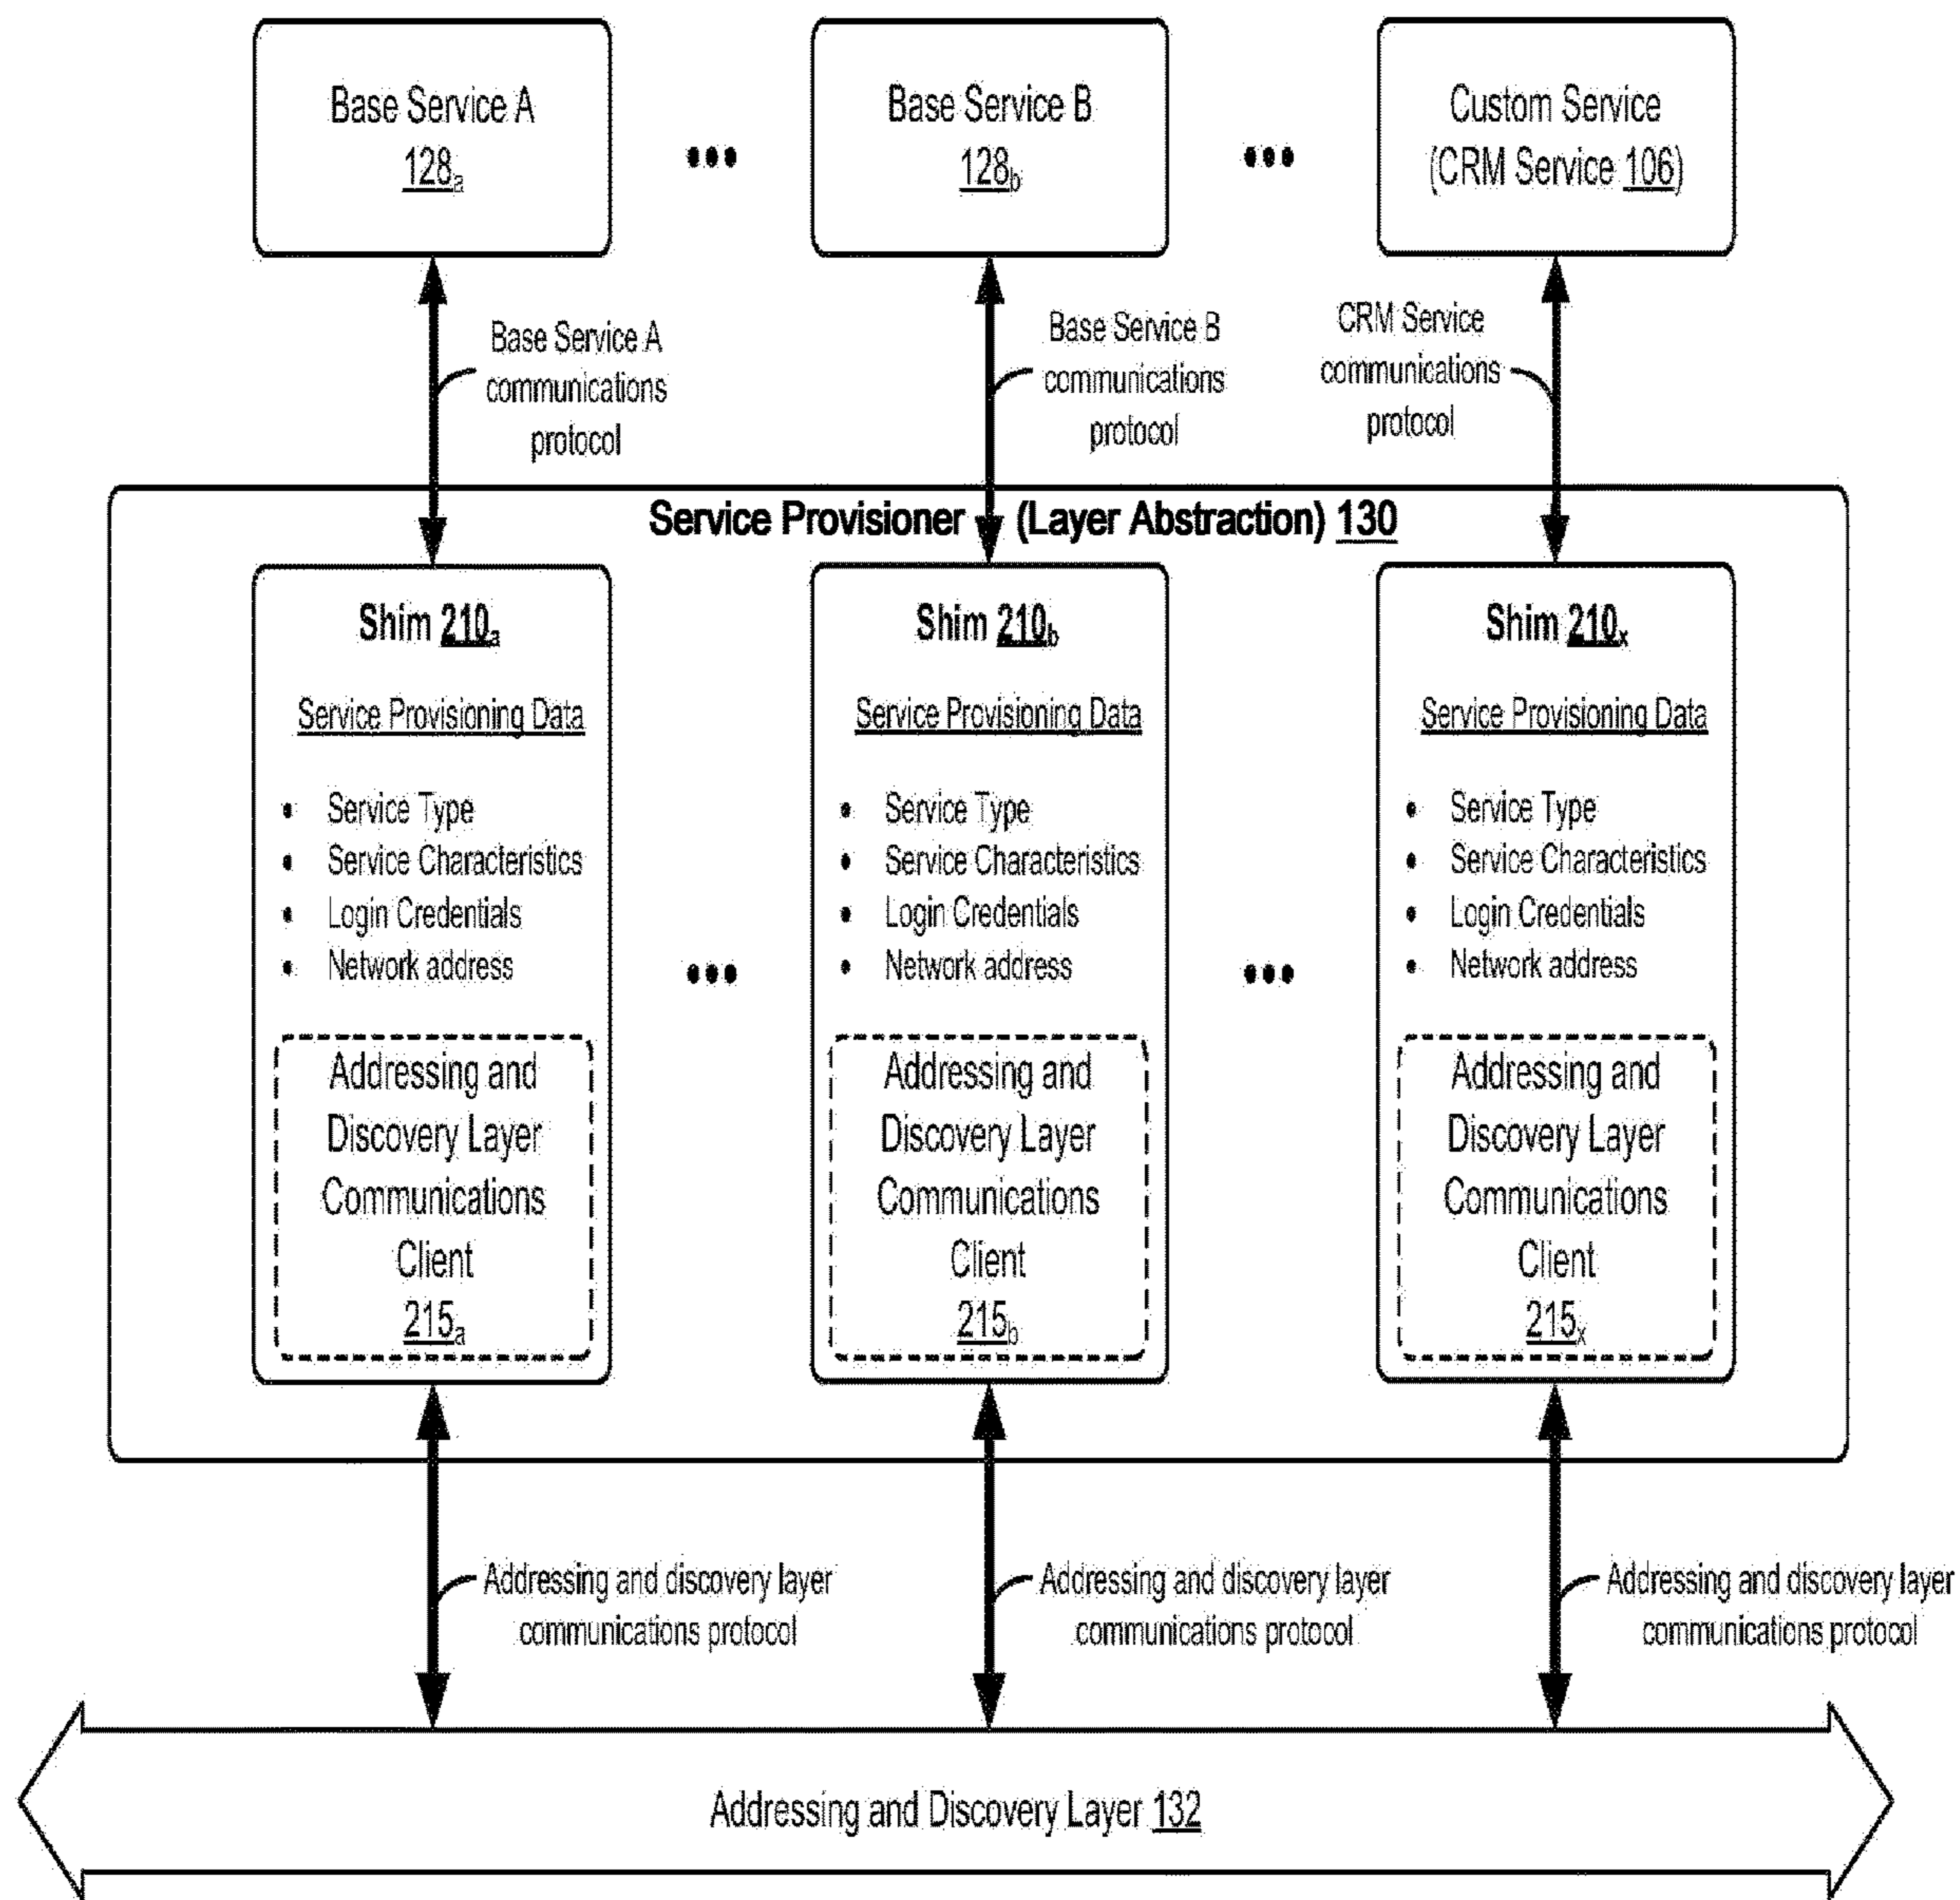 Base Service A
128a
•••
Base Service B
128b
•••
Custom Service
(CRM Service 106)
Base Service A
communications
protocol
Base Service B
communications
protocol
CRM Service
communications
protocol
Service Provisioner (Layer Abstraction) 130
Shim 210a
Service Provisioning Data
• Service Type
• Service Characteristics
• Login Credentials
• Network address
Addressing and
Discovery Layer
Communications
Client
215a
•••
Shim 210b
Service Provisioning Data
• Service Type
• Service Characteristics
• Login Credentials
• Network address
Addressing and
Discovery Layer
Communications
Client
215b
•••
Shim 210x
Service Provisioning Data
• Service Type
• Service Characteristics
• Login Credentials
• Network address
Addressing and
Discovery Layer
Communications
Client
215x
Addressing and discovery layer
communications protocol
Addressing and discovery layer
communications protocol
Addressing and discovery layer
communications protocol
Addressing and Discovery Layer 132